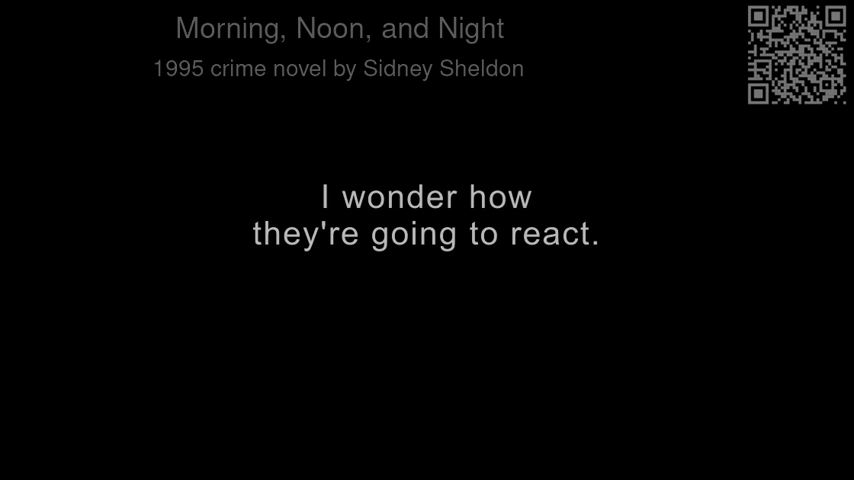 Morning, Noon, and Night
1995 crime novel by Sidney Sheldon
I wonder how
they're going to react.